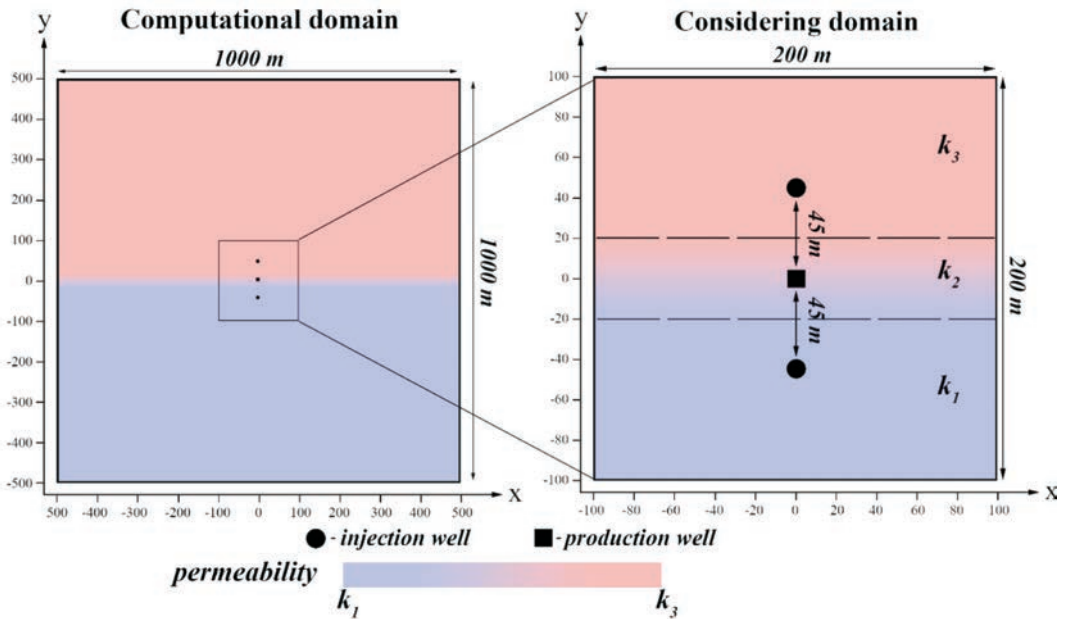 Computational domain
y
1000 m
500
400
300
200
100
0
-100
-200
-300
-400
-500
1000 m
500 -400 -300 -200 -100 0 100 200 300 400 500
x
Considering domain
y
200 m
100
80
60
40
20
0
-20
-40
-60
-80
-100
k3
45 m
k2
45 m
k1
200 m
-100 -80 -60 -40 -20 0 20 40 60 80 100
x
- injection well
- production well
permeability
k1 k3